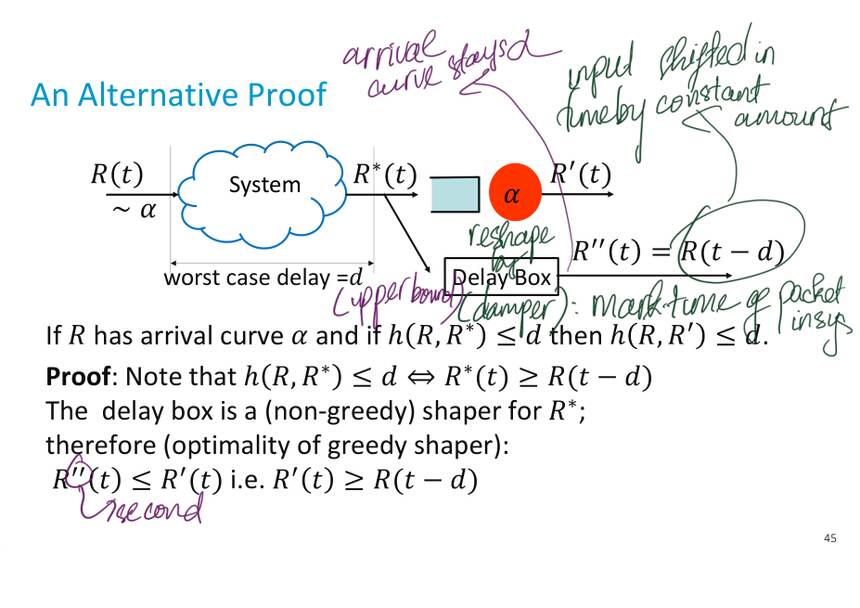 arrival
curve stays d
input shifted in
time by constant
amount
An Alternative Proof
R(t)
~ α
System
R*(t)
α
R′(t)
reshape
R′′(t) = R(t − d)
worst case delay =d
Delay Box
(upper bound)
(damper): mark time of packet
in sys
If R has arrival curve α and if h(R, R*) ≤ d then h(R, R′) ≤ d.
Proof: Note that h(R, R*) ≤ d ⇔ R*(t) ≥ R(t − d)
The delay box is a (non-greedy) shaper for R*;
therefore (optimality of greedy shaper):
R′′(t) ≤ R′(t) i.e. R′(t) ≥ R(t − d)
second
45